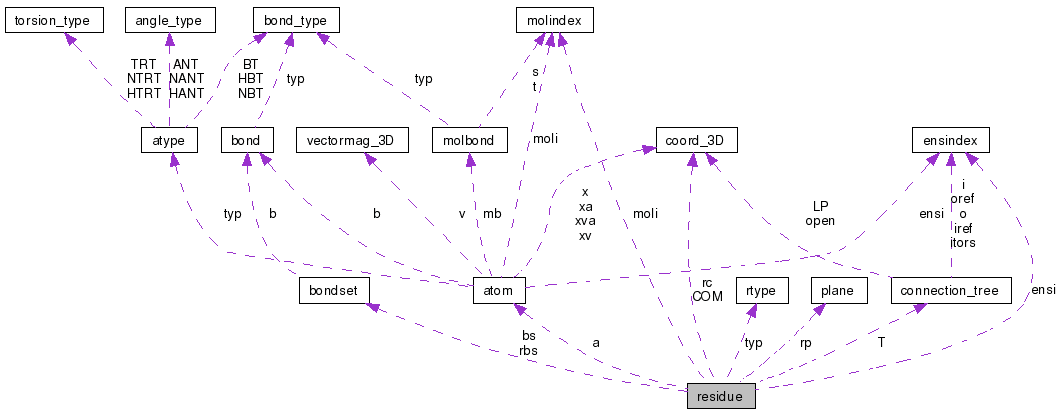 torsion_type
angle_type
bond_type
molindex
TRT
NTRT
HTRT
ANT
NANT
HANT
BT
HBT
NBT
typ
typ
s
t
atype
bond
vectormag_3D
molbond
moli
coord_3D
ensindex
typ
b
b
v
mb
x
xa
xva
xv
moli
LP
open
ensi
i
pref
o
iref
itors
bondset
atom
rc
COM
rtype
plane
connection_tree
ensi
bs
rbs
a
typ
rp
T
residue